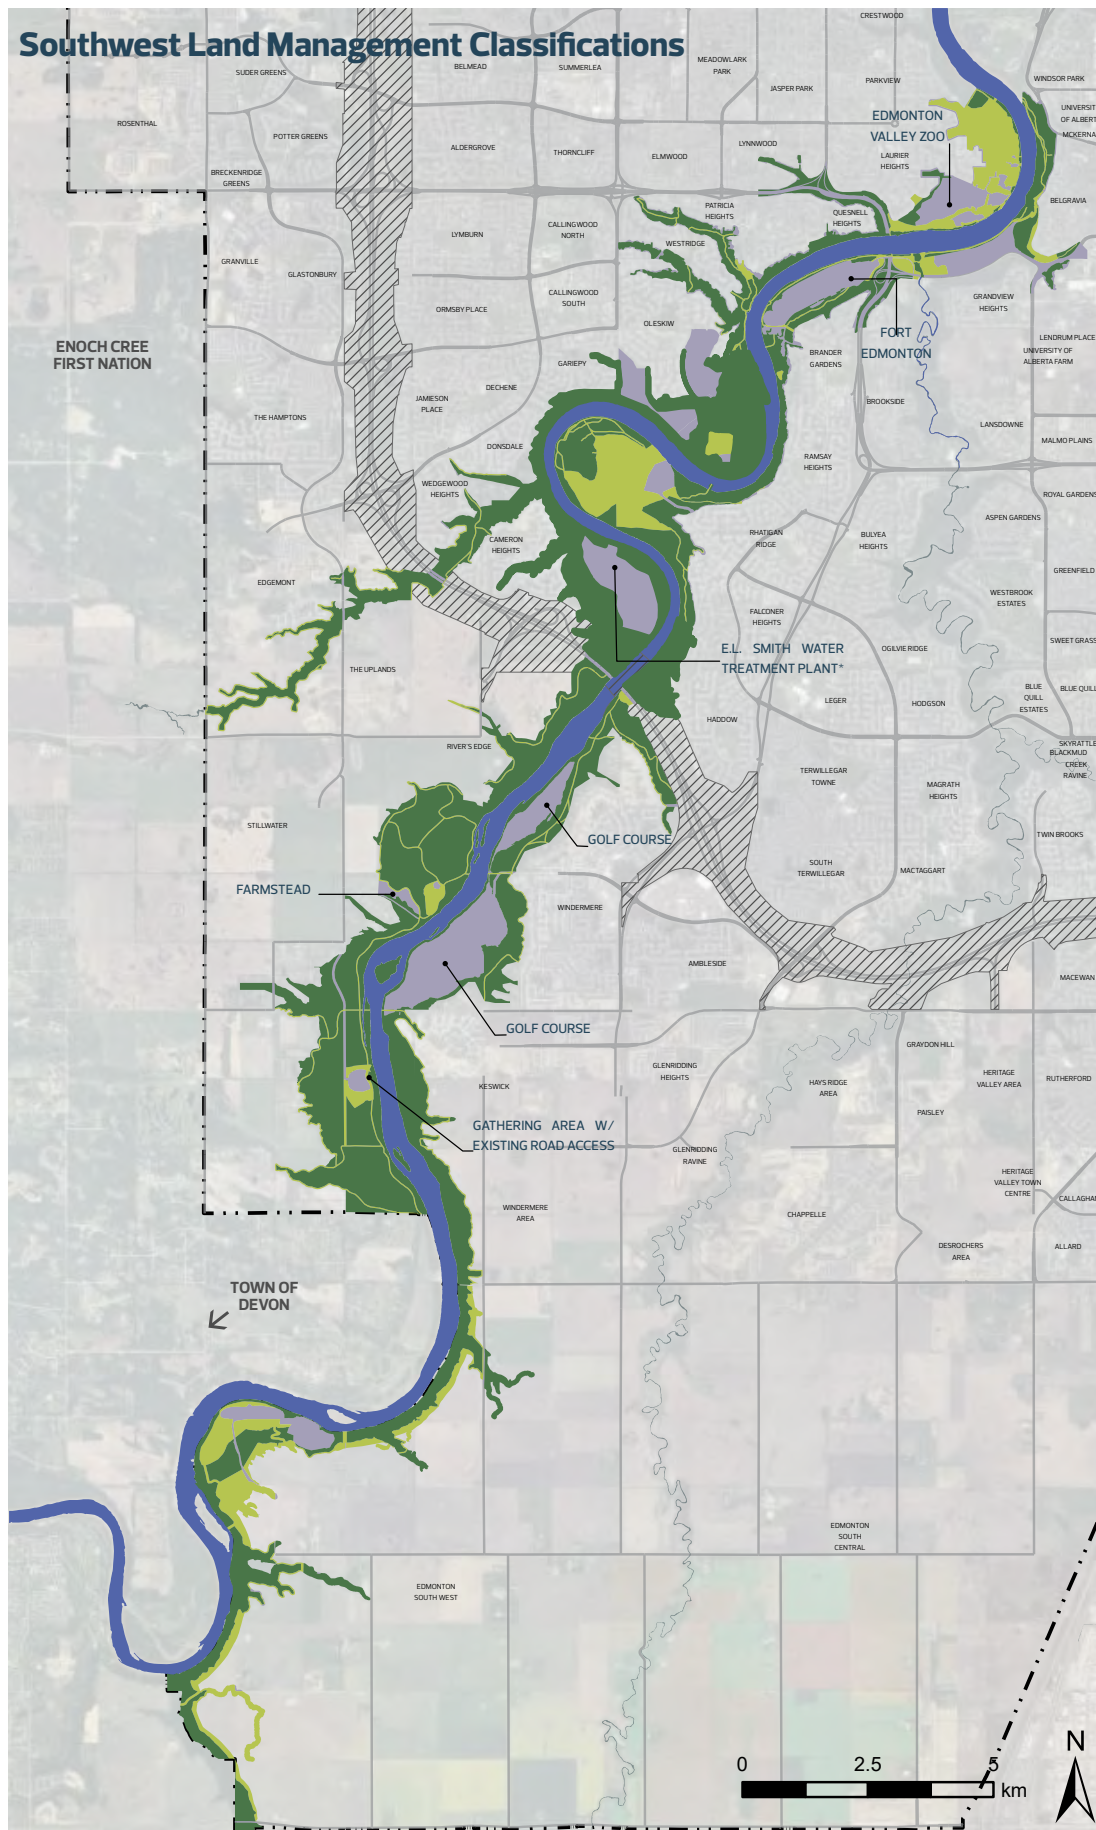 Southwest Land Management Classifications
CRESTWOOD
SUDER GREENS
BELMEAD
SUMMERLEA
MEADOWLARK
PARK
JASPER PARK
PARKVIEW
WINDSOR PARK
ROSENTHAL
POTTER GREENS
ALDERGROVE
THORNCLIFF
ELMWOOD
LYNNWOOD
EDMONTON
VALLEY ZOO
LAURIER
HEIGHTS
UNIVERSIT
OF ALBERT
MCKERNA
BRECKENRIDGE
GREENS
PATRICIA
HEIGHTS
QUESNELL
HEIGHTS
BELGRAVIA
LYMBURN
CALLINGWOOD
NORTH
WESTRIDGE
GRANVILLE
GLASTONBURY
ORMSBY PLACE
CALLINGWOOD
SOUTH
OLESKIW
GRANDVIEW
HEIGHTS
ENOCH CREE
FIRST NATION
FORT
EDMONTON
LENDRUM PLACE
UNIVERSITY OF
ALBERTA FARM
GARIEPY
BRANDER
GARDENS
DECHENE
JAMIESON
PLACE
BROOKSIDE
THE HAMPTONS
LANSDOWNE
MALMO PLAINS
DONSDALE
RAMSAY
HEIGHTS
WEDGEWOOD
HEIGHTS
ROYAL GARDENS
ASPEN GARDENS
CAMERON
HEIGHTS
RHATIGAN
RIDGE
BULYEA
HEIGHTS
GREENFIELD
EDGEMONT
WESTBROOK
ESTATES
FALCONER
HEIGHTS
SWEET GRASS
E.L. SMITH WATER
TREATMENT PLANT*
OGILVIE RIDGE
THE UPLANDS
LEGER
HODGSON
BLUE
QUILL
ESTATES
BLUE QUILL
HADDOW
RIVER'S EDGE
SKYRATTLE
BLACKMUD
CREEK
RAVINE
TERWILLEGAR
TOWNE
MAGRATH
HEIGHTS
STILLWATER
GOLF COURSE
TWIN BROOKS
SOUTH
TERWILLEGAR
MACTAGGART
FARMSTEAD
WINDERMERE
AMBLESIDE
MACEWAN
GOLF COURSE
GRAYDON HILL
KESWICK
GLENRIDDING
HEIGHTS
HAYS RIDGE
AREA
HERITAGE
VALLEY AREA
RUTHERFORD
PAISLEY
GATHERING AREA W/
EXISTING ROAD ACCESS
GLENRIDDING
RAVINE
HERITAGE
VALLEY TOWN
CENTRE
CALLAGHAN
WINDERMERE
AREA
CHAPPELLE
DESROCHERS
AREA
ALLARD
TOWN OF
DEVON
EDMONTON
SOUTH
CENTRAL
EDMONTON
SOUTH WEST
N
0 2.5 5
km